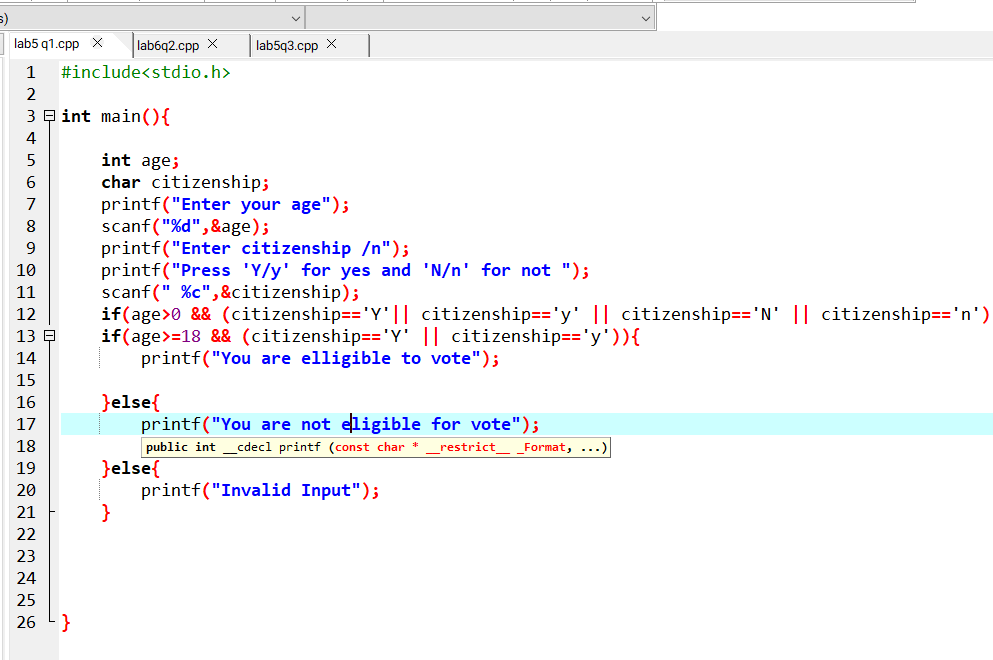 s)
lab5 q1.cpp lab6q2.cpp lab5q3.cpp
1 #include<stdio.h>
2
3 int main(){
4
5 int age;
6 char citizenship;
7 printf("Enter your age");
8 scanf("%d",&age);
9 printf("Enter citizenship /n");
10 printf("Press 'Y/y' for yes and 'N/n' for not ");
11 scanf(" %c",&citizenship);
12 if(age>0 && (citizenship=='Y'|| citizenship=='y' || citizenship=='N' || citizenship=='n')
13 if(age>=18 && (citizenship=='Y' || citizenship=='y')){
14 printf("You are elligible to vote");
15
16 }else{
17 printf("You are not eligible for vote");
18 public int __cdecl printf (const char * __restrict__ _Format, ...)
19 }else{
20 printf("Invalid Input");
21 }
22
23
24
25
26 }